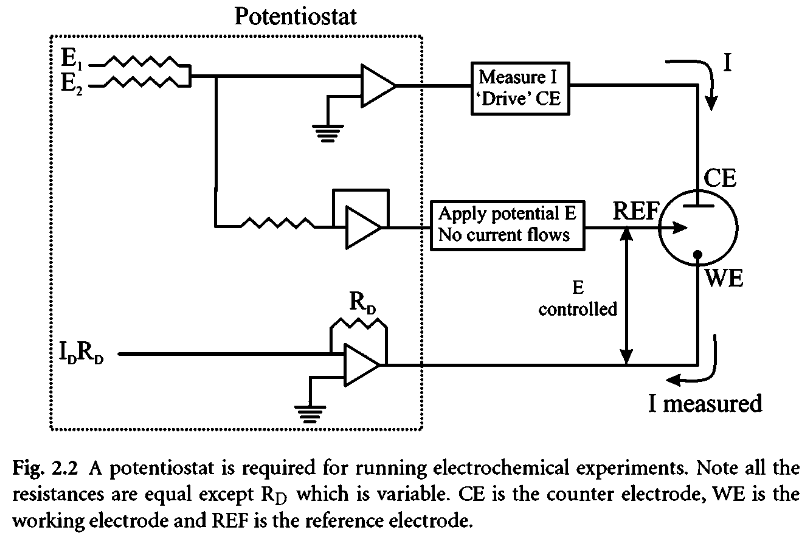 Potentiostat
E₁
E₂
Measure I
'Drive' CE
I
CE
Apply potential E
No current flows
REF
WE
E
controlled
R_D
I_DR_D
I measured
Fig. 2.2 A potentiostat is required for running electrochemical experiments. Note all the
resistances are equal except R_D which is variable. CE is the counter electrode, WE is the
working electrode and REF is the reference electrode.